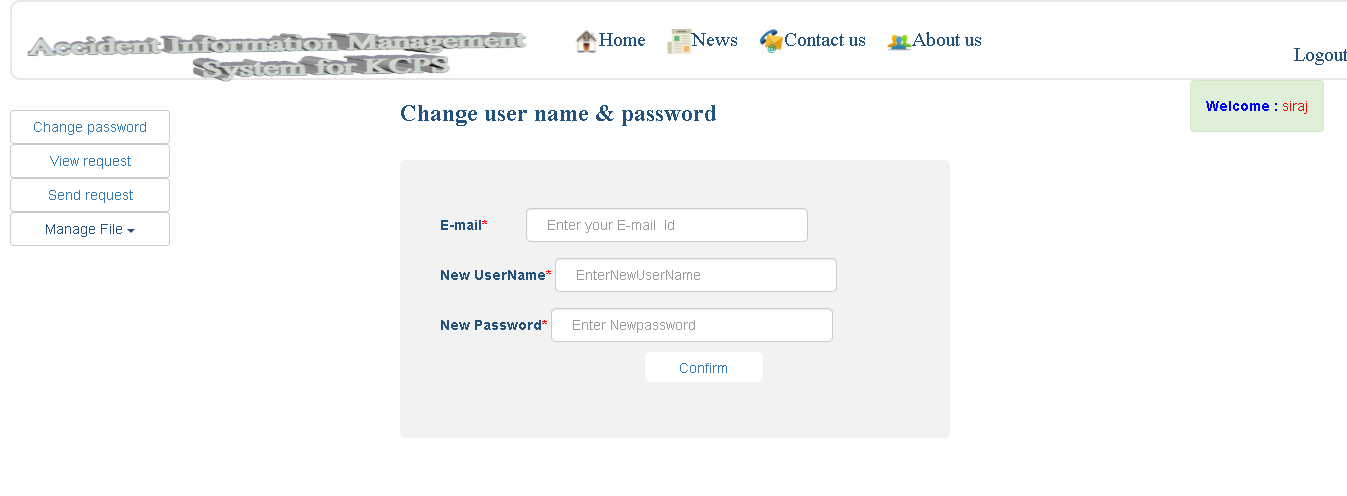 Accident Information Management
System for KCPS
Home News Contact us About us
Logout
Welcome : siraj
Change user name & password
Change password
View request
Send request
Manage File
E-mail* Enter your E-mail Id
New UserName* EnterNewUserName
New Password* Enter Newpassword
Confirm